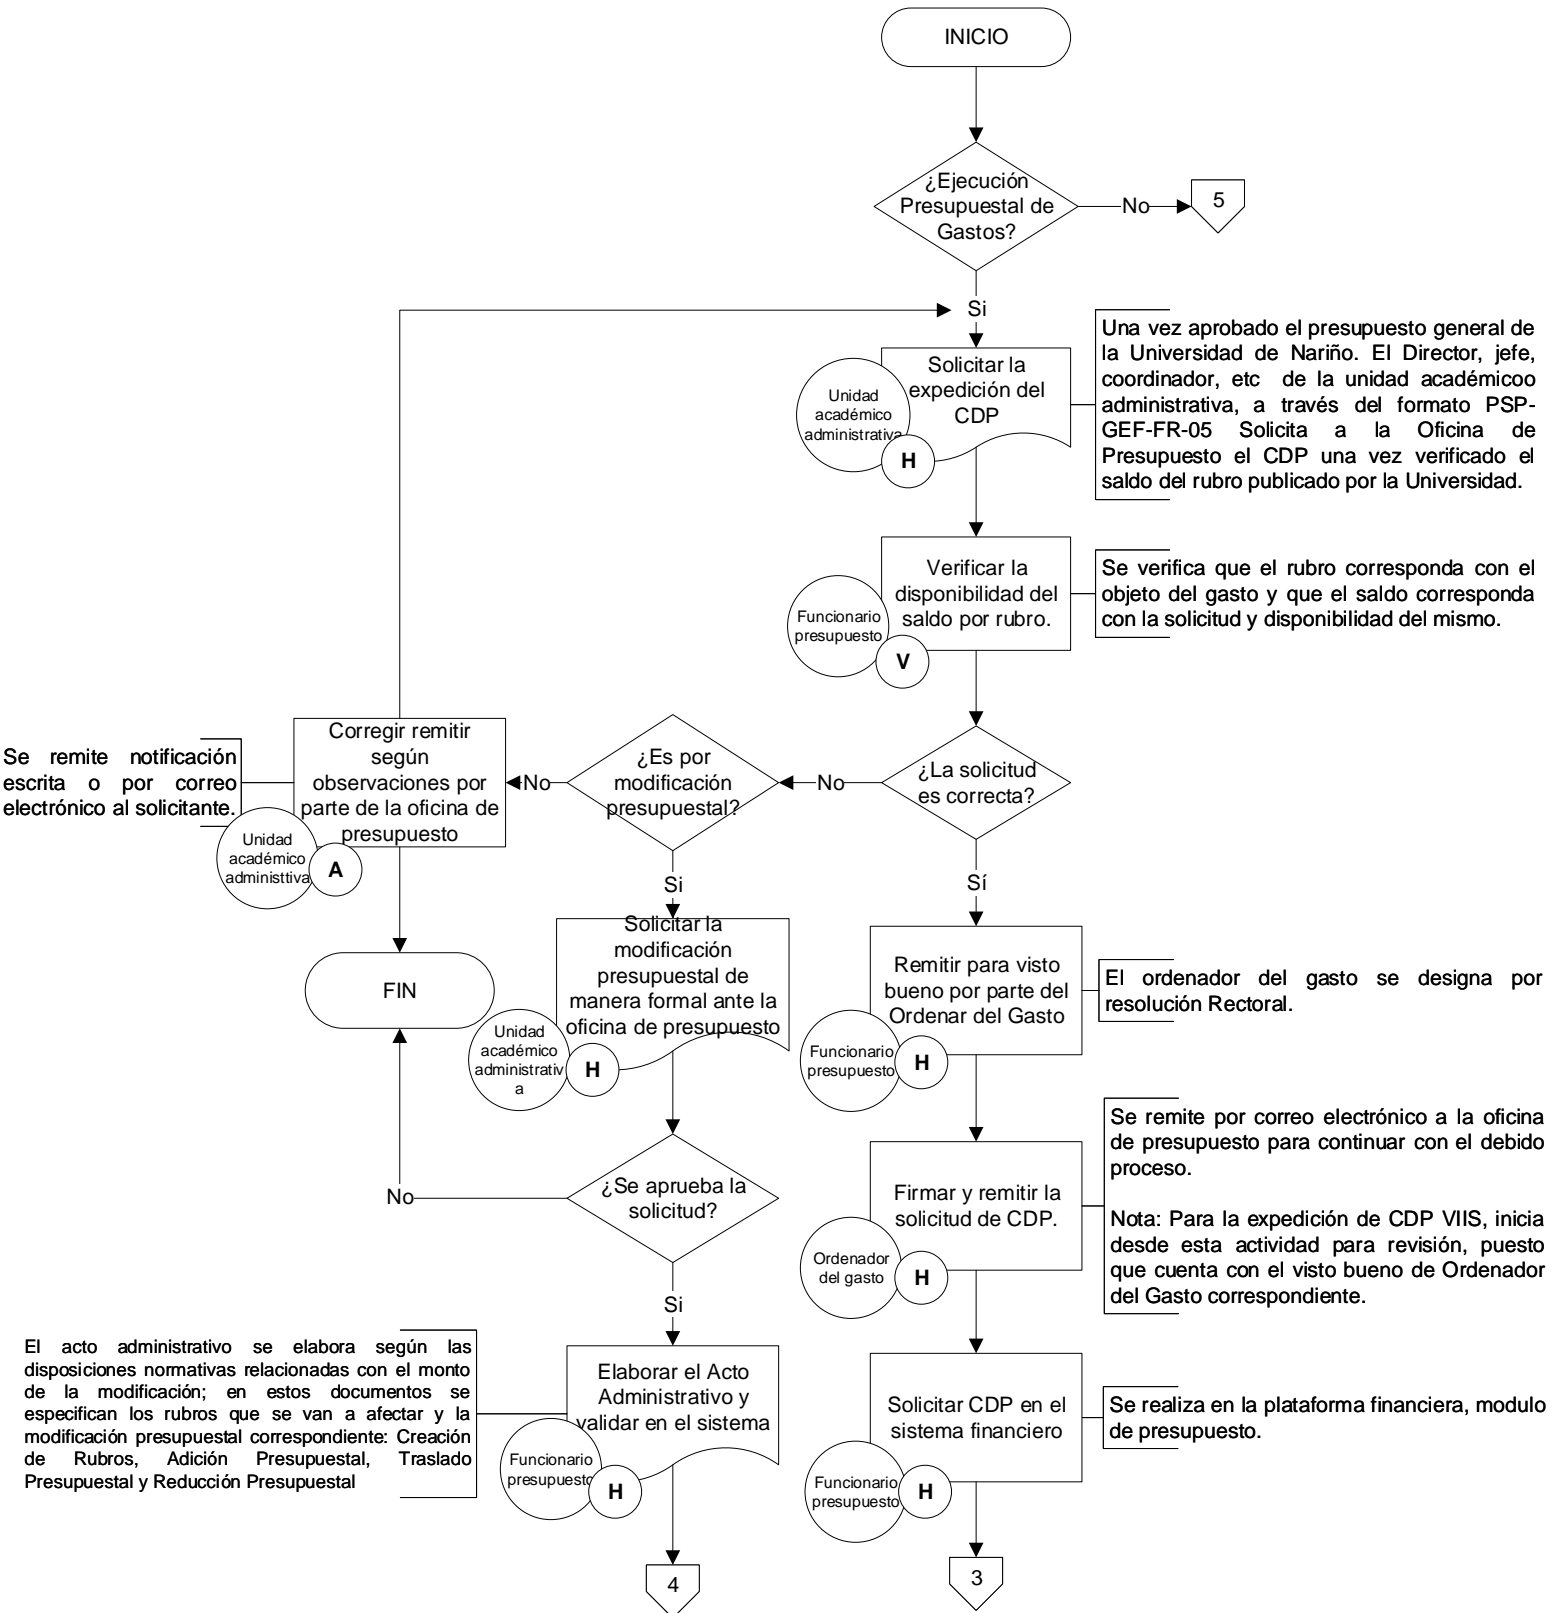 INICIO
¿Ejecución
Presupuestal de
Gastos?
No
5
Si
Solicitar la
expedición del
CDP
Unidad
académico
administrativa
H
Una vez aprobado el presupuesto general de
la Universidad de Nariño. El Director, jefe,
coordinador, etc de la unidad académicoo
administrativa, a través del formato PSP-
GEF-FR-05 Solicita a la Oficina de
Presupuesto el CDP una vez verificado el
saldo del rubro publicado por la Universidad.
Verificar la
disponibilidad del
saldo por rubro.
Funcionario
presupuesto
V
Se verifica que el rubro corresponda con el
objeto del gasto y que el saldo corresponda
con la solicitud y disponibilidad del mismo.
¿La solicitud
es correcta?
No
¿Es por
modificación
presupuestal?
No
Corregir remitir
según
observaciones por
parte de la oficina de
presupuesto
Unidad
académico
administtiva
A
Se remite notificación
escrita o por correo
electrónico al solicitante.
FIN
Si
Solicitar la
modificación
presupuestal de
manera formal ante la
oficina de presupuesto
Unidad
académico
administrativ
a
H
¿Se aprueba la
solicitud?
No
Si
Elaborar el Acto
Administrativo y
validar en el sistema
Funcionario
presupuesto
H
El acto administrativo se elabora según las
disposiciones normativas relacionadas con el monto
de la modificación; en estos documentos se
especifican los rubros que se van a afectar y la
modificación presupuestal correspondiente: Creación
de Rubros, Adición Presupuestal, Traslado
Presupuestal y Reducción Presupuestal
4
Sí
Remitir para visto
bueno por parte del
Ordenar del Gasto
Funcionario
presupuesto
H
El ordenador del gasto se designa por
resolución Rectoral.
Firmar y remitir la
solicitud de CDP.
Ordenador
del gasto
H
Se remite por correo electrónico a la oficina
de presupuesto para continuar con el debido
proceso.
Nota: Para la expedición de CDP VIIS, inicia
desde esta actividad para revisión, puesto
que cuenta con el visto bueno de Ordenador
del Gasto correspondiente.
Solicitar CDP en el
sistema financiero
Funcionario
presupuesto
H
Se realiza en la plataforma financiera, modulo
de presupuesto.
3